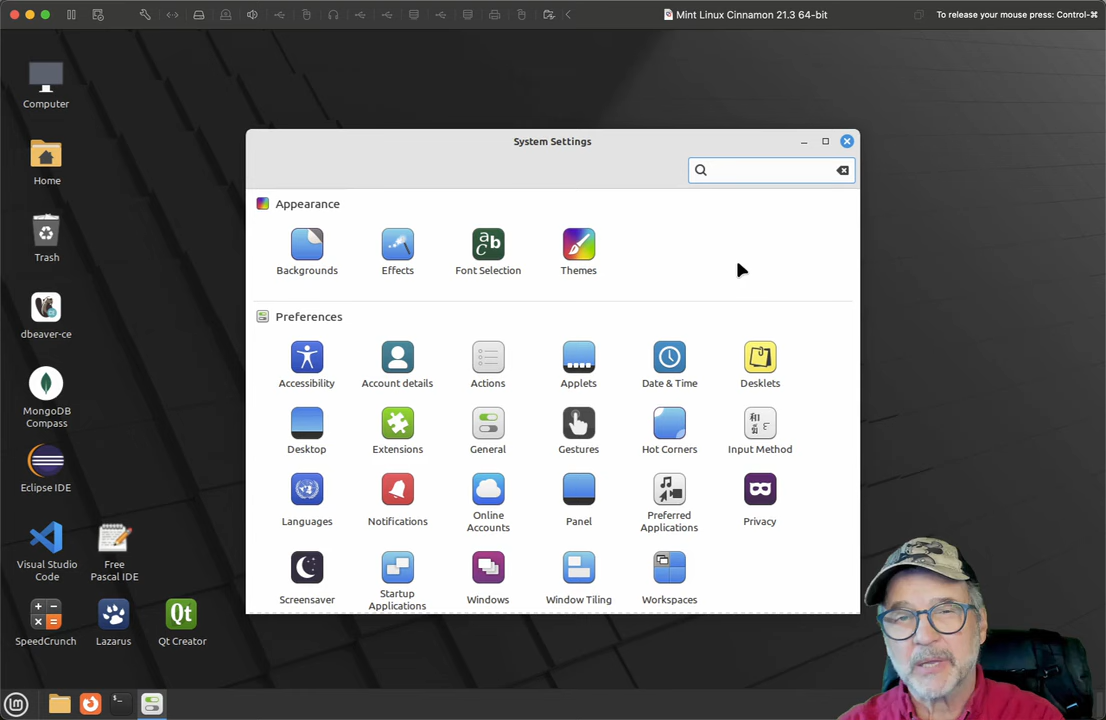 Mint Linux Cinnamon 21.3 64-bit
To release your mouse press: Control-⌘
Computer
Home
Trash
dbeaver-ce
MongoDB
Compass
Eclipse IDE
Visual Studio
Code
Free
Pascal IDE
SpeedCrunch
Lazarus
Qt
Qt Creator
System Settings
Appearance
Backgrounds
Effects
Font Selection
Themes
Preferences
Accessibility
Account details
Actions
Applets
Date & Time
Desklets
Desktop
Extensions
General
Gestures
Hot Corners
Input Method
Languages
Notifications
Online
Accounts
Panel
Preferred
Applications
Privacy
Screensaver
Startup
Applications
Windows
Window Tiling
Workspaces